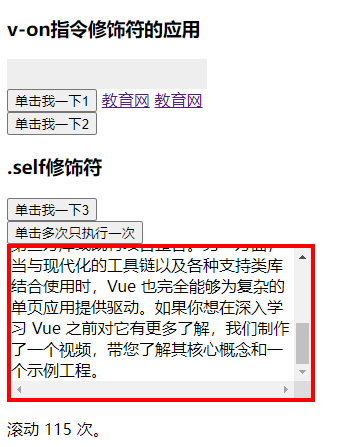 v-on指令修饰符的应用
单击我一下1 教育网 教育网
单击我一下2
.self修饰符
单击我一下3
单击多次只执行一次
当与现代化的工具链以及各种支持类库
结合使用时，Vue 也完全能够为复杂的
单页应用提供驱动。如果你想在深入学
习 Vue 之前对它有更多了解，我们制作
了一个视频，带您了解其核心概念和一
个示例工程。
滚动 115 次。